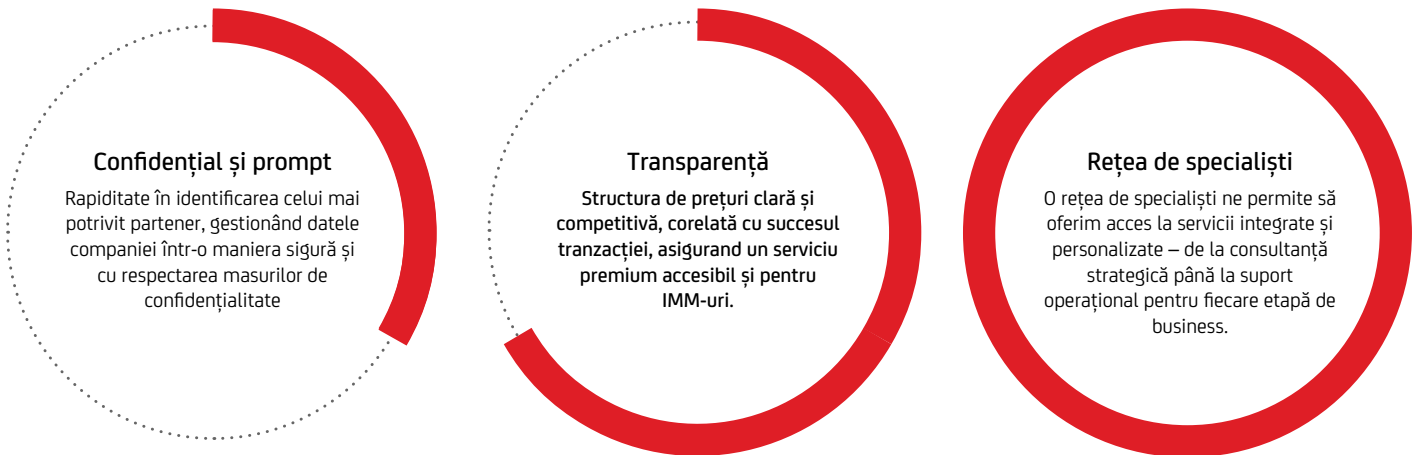 Confidențial și prompt
Rapiditate în identificarea celui mai
potrivit partener, gestionând datele
companiei într-o maniera sigură și
cu respectarea masurilor de
confidențialitate
Transparență
Structura de prețuri clară și
competitivă, corelată cu succesul
tranzacției, asigurand un serviciu
premium accesibil și pentru
IMM-uri.
Rețea de specialiști
O rețea de specialiști ne permite să
oferim acces la servicii integrate și
personalizate – de la consultanță
strategică până la suport
operațional pentru fiecare etapă de
business.